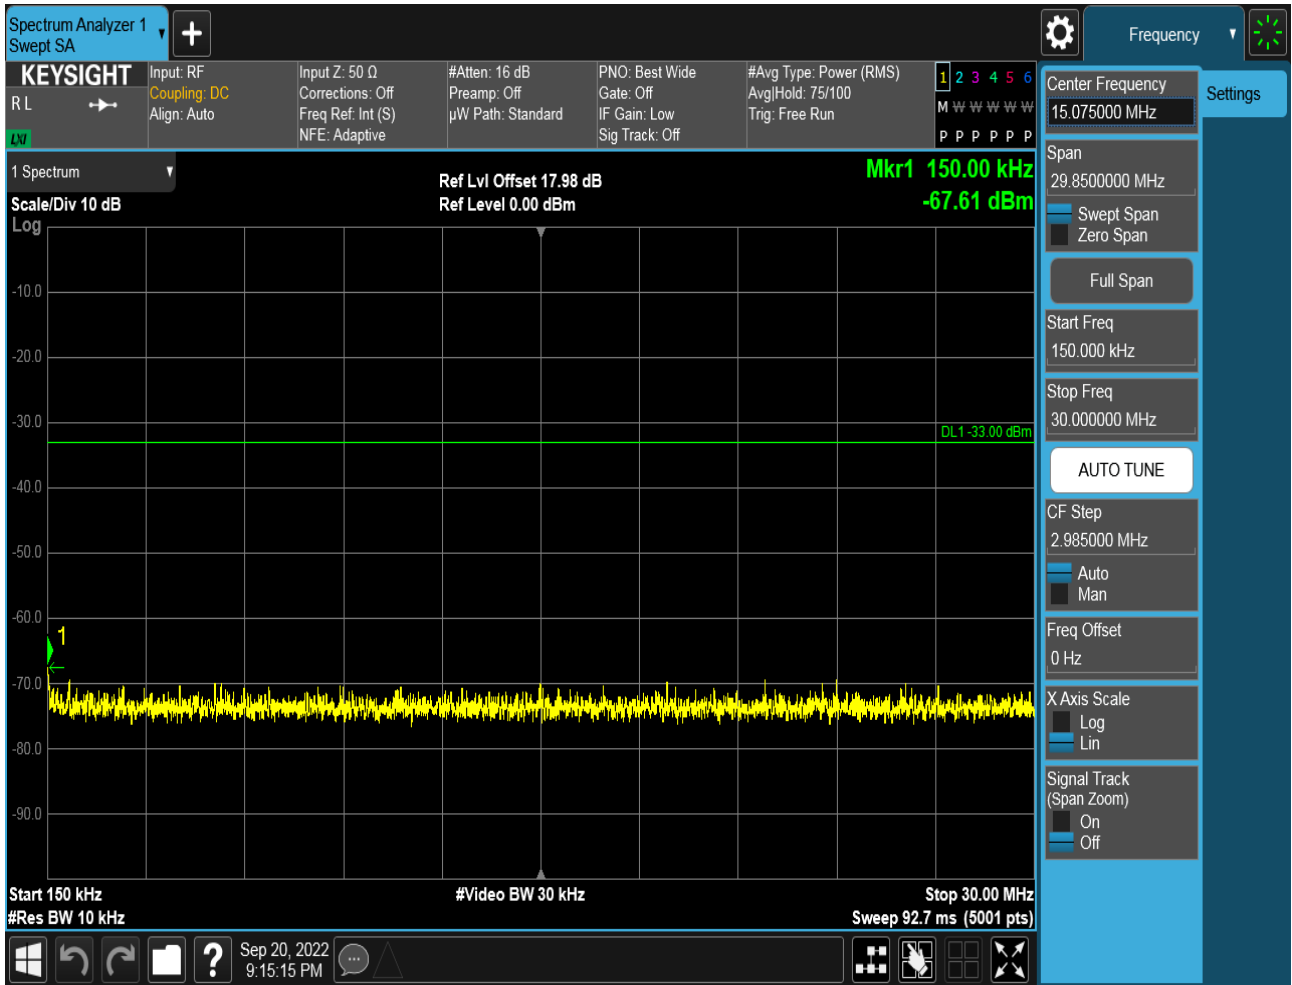 Spectrum Analyzer 1
Swept SA
Frequency
KEYSIGHT
R L
LXI
Input: RF
Coupling: DC
Align: Auto
Input Z: 50 Ω
Corrections: Off
Freq Ref: Int (S)
NFE: Adaptive
#Atten: 16 dB
Preamp: Off
µW Path: Standard
PNO: Best Wide
Gate: Off
IF Gain: Low
Sig Track: Off
#Avg Type: Power (RMS)
Avg|Hold: 75/100
Trig: Free Run
1 2 3 4 5 6
M W W W W W
P P P P P P
1 Spectrum
Scale/Div 10 dB
Log
Ref Lvl Offset 17.98 dB
Ref Level 0.00 dBm
Mkr1 150.00 kHz
-67.61 dBm
-10.0
-20.0
-30.0
DL1 -33.00 dBm
-40.0
-50.0
-60.0
1
-70.0
-80.0
-90.0
Start 150 kHz
#Res BW 10 kHz
#Video BW 30 kHz
Stop 30.00 MHz
Sweep 92.7 ms (5001 pts)
Center Frequency
15.075000 MHz
Settings
Span
29.8500000 MHz
Swept Span
Zero Span
Full Span
Start Freq
150.000 kHz
Stop Freq
30.000000 MHz
AUTO TUNE
CF Step
2.985000 MHz
Auto
Man
Freq Offset
0 Hz
X Axis Scale
Log
Lin
Signal Track
(Span Zoom)
On
Off
?
Sep 20, 2022
9:15:15 PM